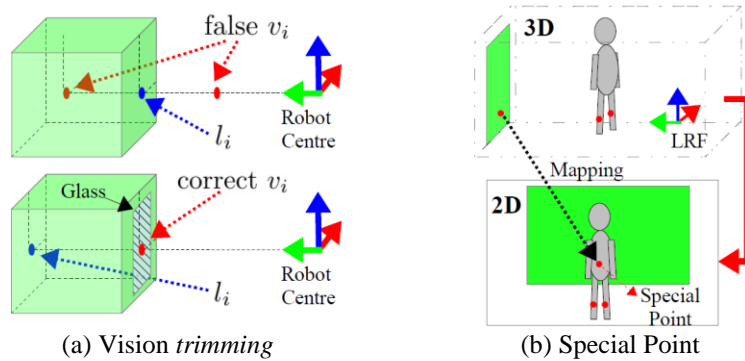 false v_i
l_i
Robot
Centre
Glass
correct v_i
l_i
Robot
Centre
(a) Vision trimming
3D
LRF
Mapping
2D
Special
Point
(b) Special Point